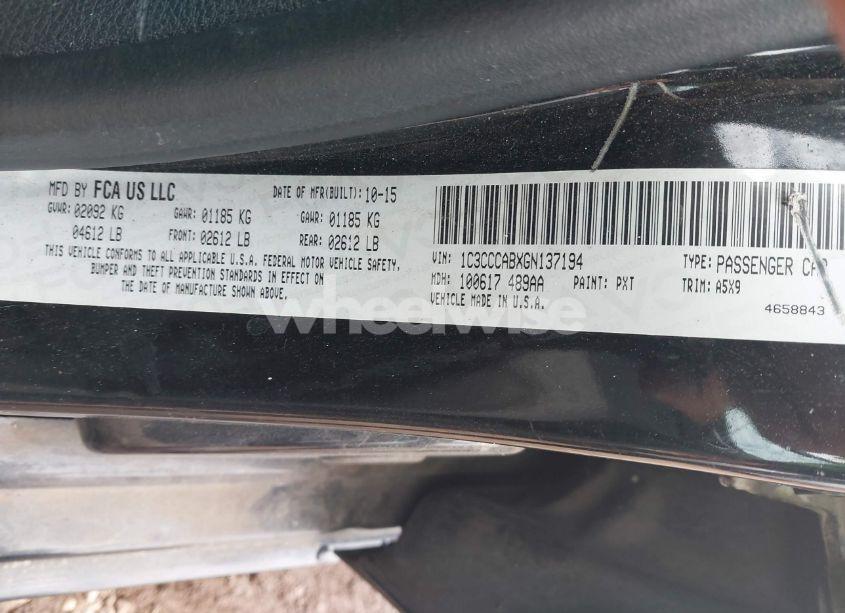 MFD BY FCA US LLC
DATE OF MFR(BUILT): 10-15
GVWR: 02092 KG
GAWR: 01185 KG
GAWR: 01185 KG
04612 LB
FRONT: 02612 LB
REAR: 02612 LB
THIS VEHICLE CONFORMS TO ALL APPLICABLE U.S.A. FEDERAL MOTOR VEHICLE SAFETY,
BUMPER AND THEFT PREVENTION STANDARDS IN EFFECT ON
THE DATE OF MANUFACTURE SHOWN ABOVE.
VIN: 1C3CCCABXGN137194
TYPE: PASSENGER CAR
MDH: 100617 489AA
PAINT: PXT
TRIM: A5X9
VEHICLE MADE IN U.S.A.
4658843
wheelwise